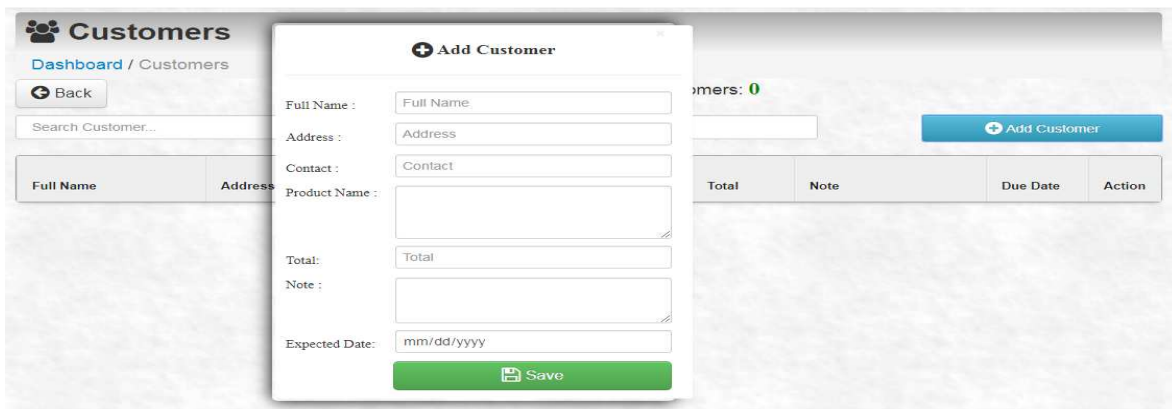 Customers
Add Customer
Dashboard / Customers
Back
omers: 0
Search Customer...
Add Customer
Full Name
Address
Total
Note
Due Date
Action
Full Name :
Full Name
Address :
Address
Contact :
Contact
Product Name :
Total:
Total
Note :
Expected Date:
mm/dd/yyyy
Save